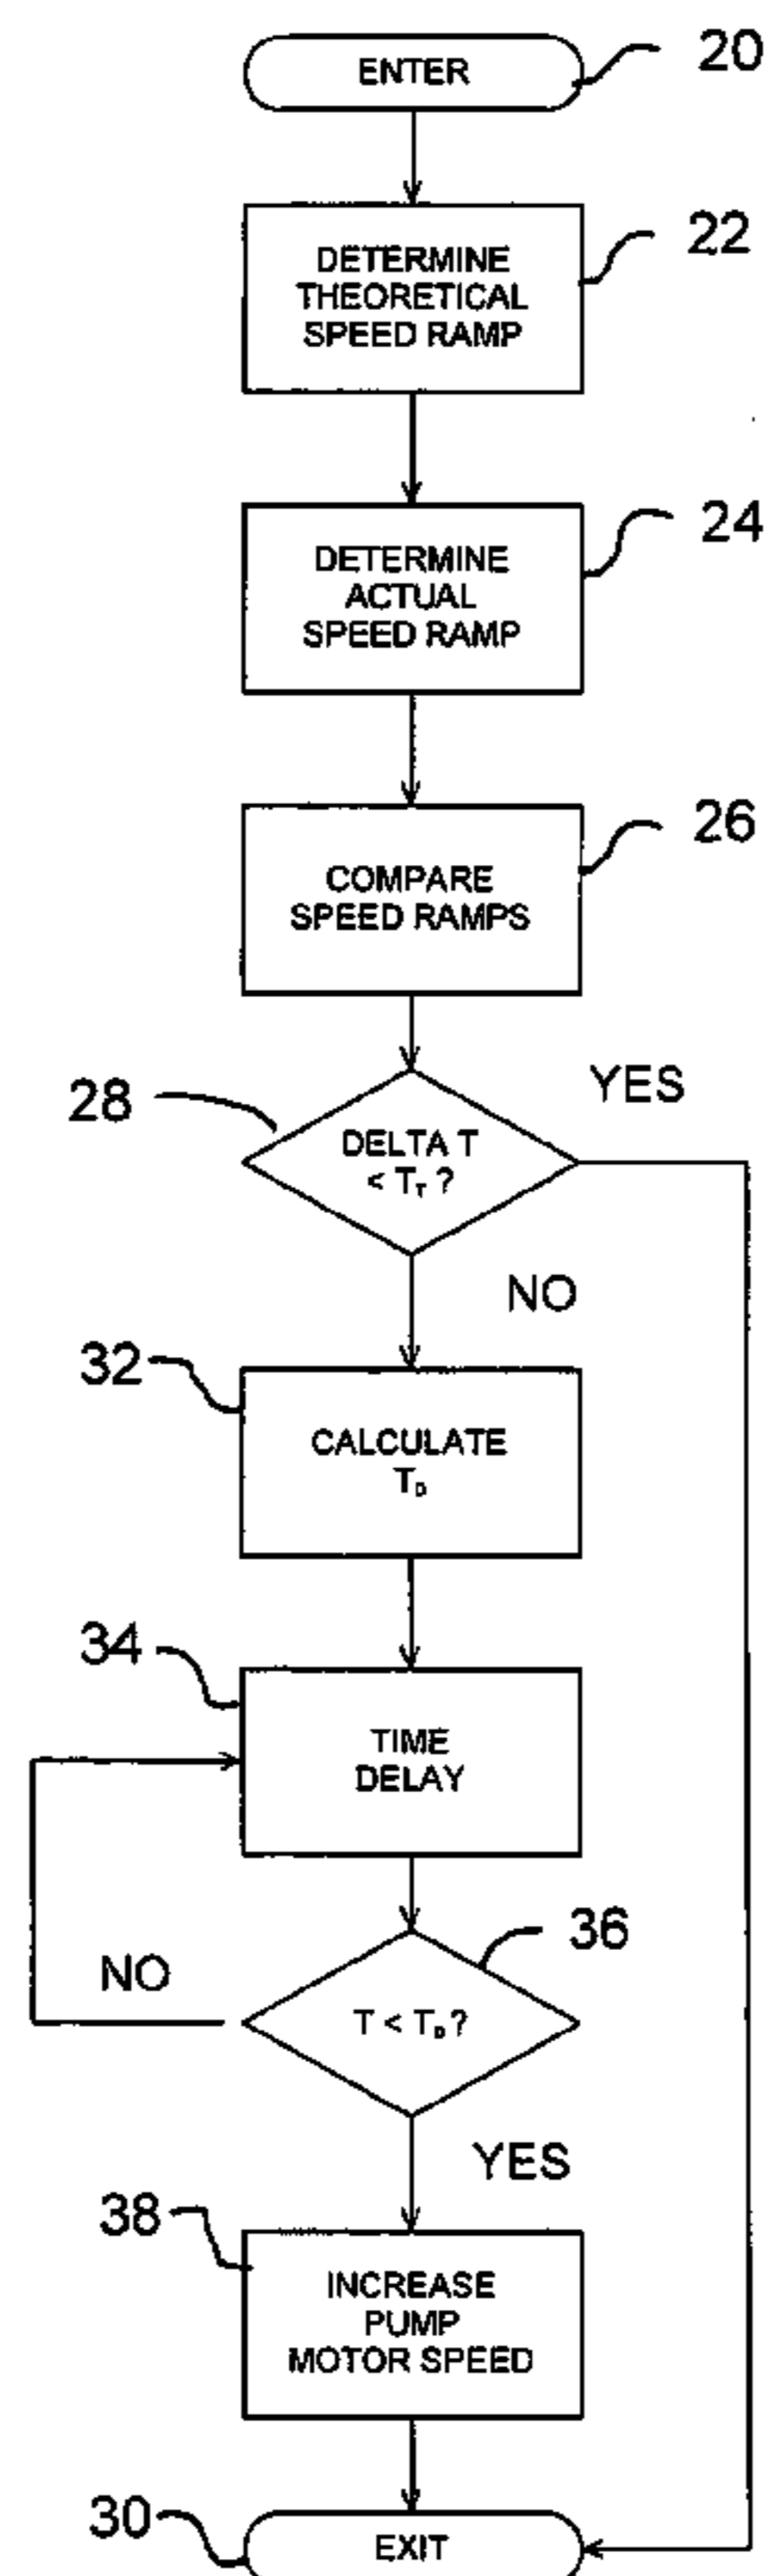 ENTER
20
DETERMINE
THEORETICAL
SPEED RAMP
22
DETERMINE
ACTUAL
SPEED RAMP
24
COMPARE
SPEED RAMPS
26
28
DELTA T
< T_T ?
YES
NO
32
CALCULATE
T_D
34
TIME
DELAY
36
T < T_D ?
NO
YES
38
INCREASE
PUMP
MOTOR SPEED
30
EXIT